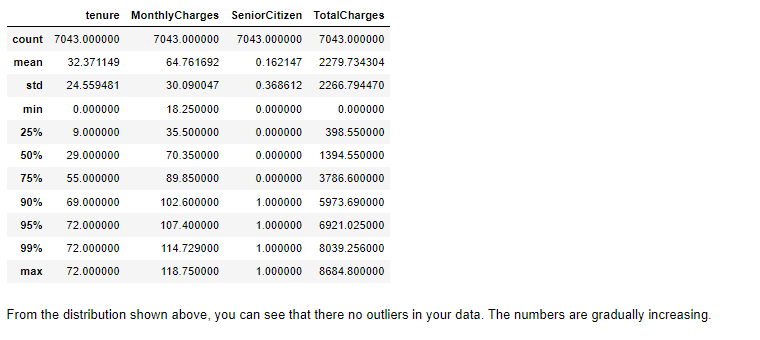 tenure MonthlyCharges SeniorCitizen TotalCharges
count 7043.000000 7043.000000 7043.000000 7043.000000
mean 32.371149 64.761692 0.162147 2279.734304
std 24.559481 30.090047 0.368612 2266.794470
min 0.000000 18.250000 0.000000 0.000000
25% 9.000000 35.500000 0.000000 398.550000
50% 29.000000 70.350000 0.000000 1394.550000
75% 55.000000 89.850000 0.000000 3786.600000
90% 69.000000 102.600000 1.000000 5973.690000
95% 72.000000 107.400000 1.000000 6921.025000
99% 72.000000 114.729000 1.000000 8039.256000
max 72.000000 118.750000 1.000000 8684.800000
From the distribution shown above, you can see that there no outliers in your data. The numbers are gradually increasing.